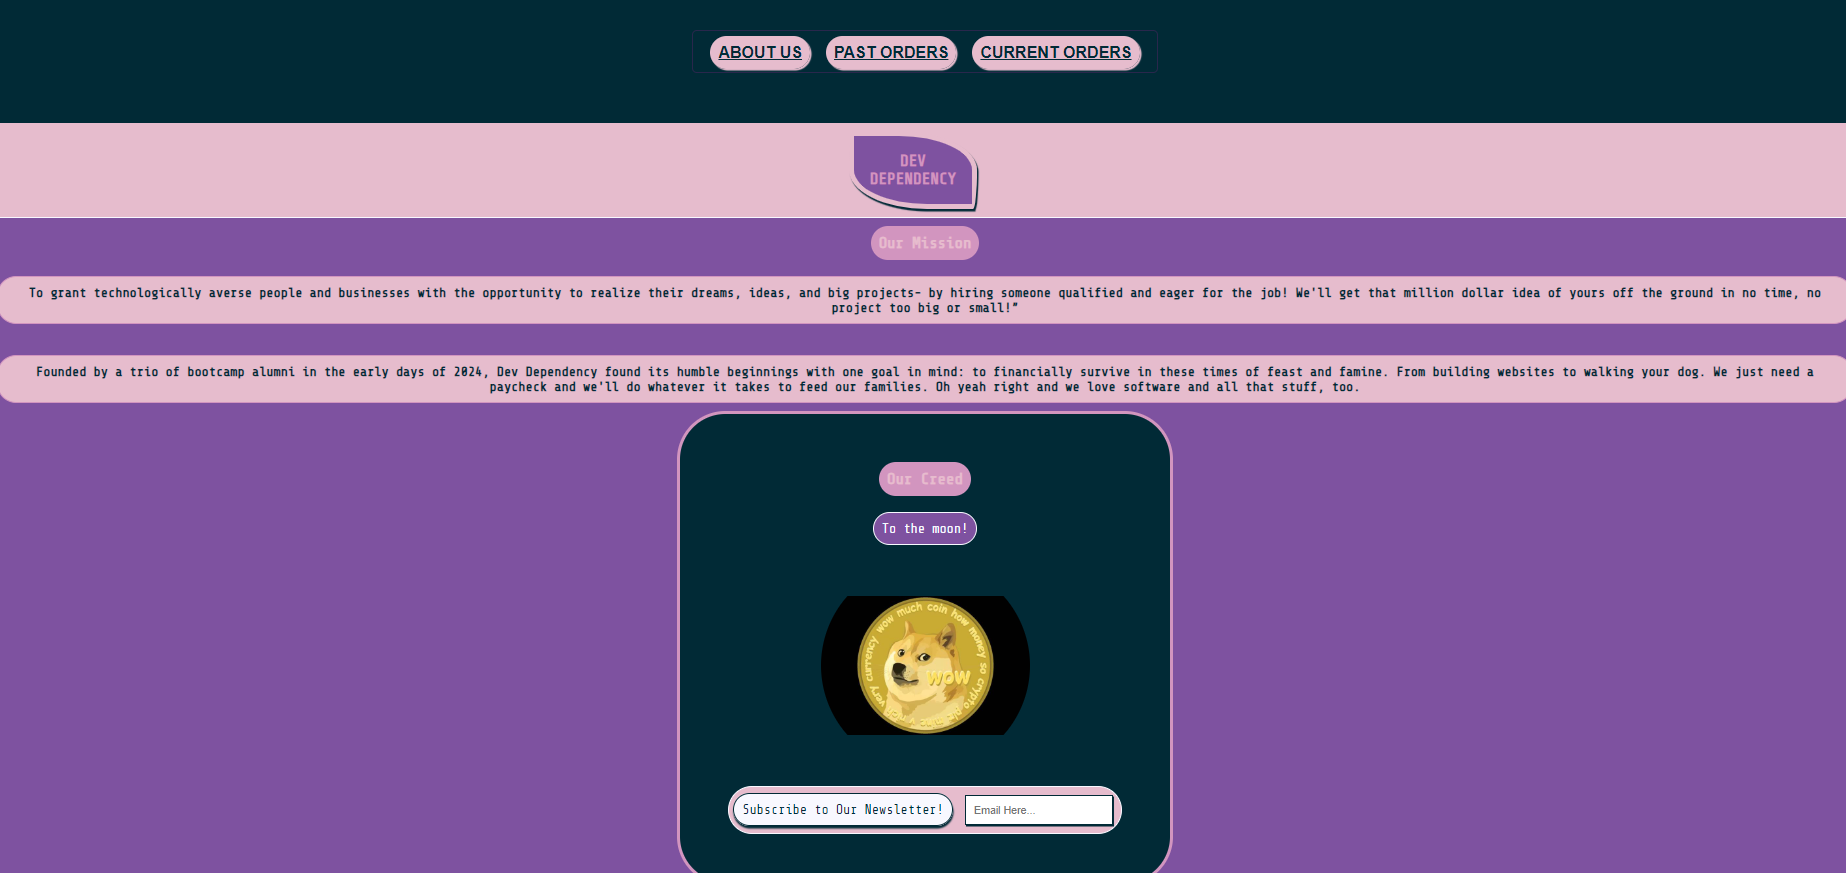 ABOUT US PAST ORDERS CURRENT ORDERS
DEV
DEPENDENCY
Our Mission
To grant technologically averse people and businesses with the opportunity to realize their dreams, ideas, and big projects- by hiring someone qualified and eager for the job! We'll get that million dollar idea of yours off the ground in no time, no
project too big or small!”
Founded by a trio of bootcamp alumni in the early days of 2024, Dev Dependency found its humble beginnings with one goal in mind: to financially survive in these times of feast and famine. From building websites to walking your dog. We just need a
paycheck and we'll do whatever it takes to feed our families. Oh yeah right and we love software and all that stuff, too.
Our Creed
To the moon!
very currency wow much coin how money so crypto
WOW
Subscribe to Our Newsletter! Email Here...